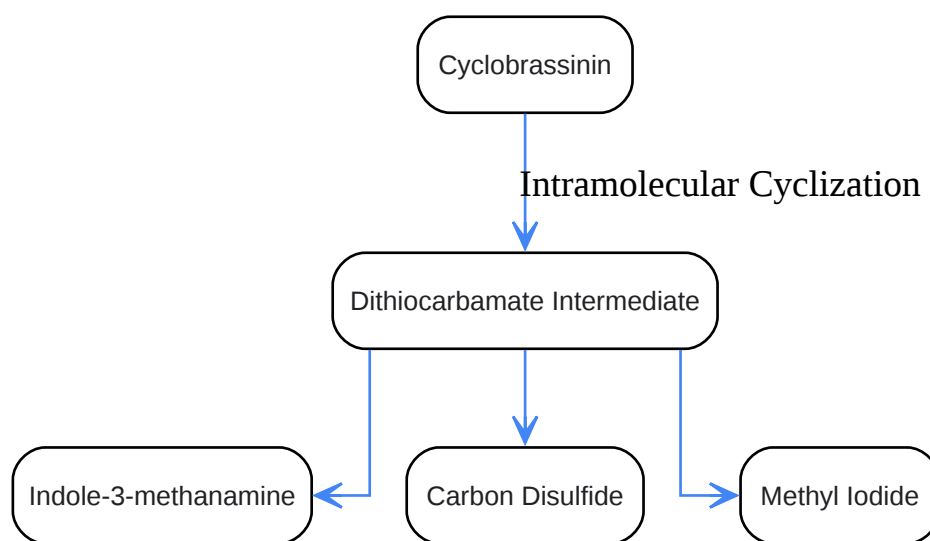 Cyclobrassinin
Intramolecular Cyclization
Dithiocarbamate Intermediate
Indole-3-methanamine
Carbon Disulfide
Methyl Iodide